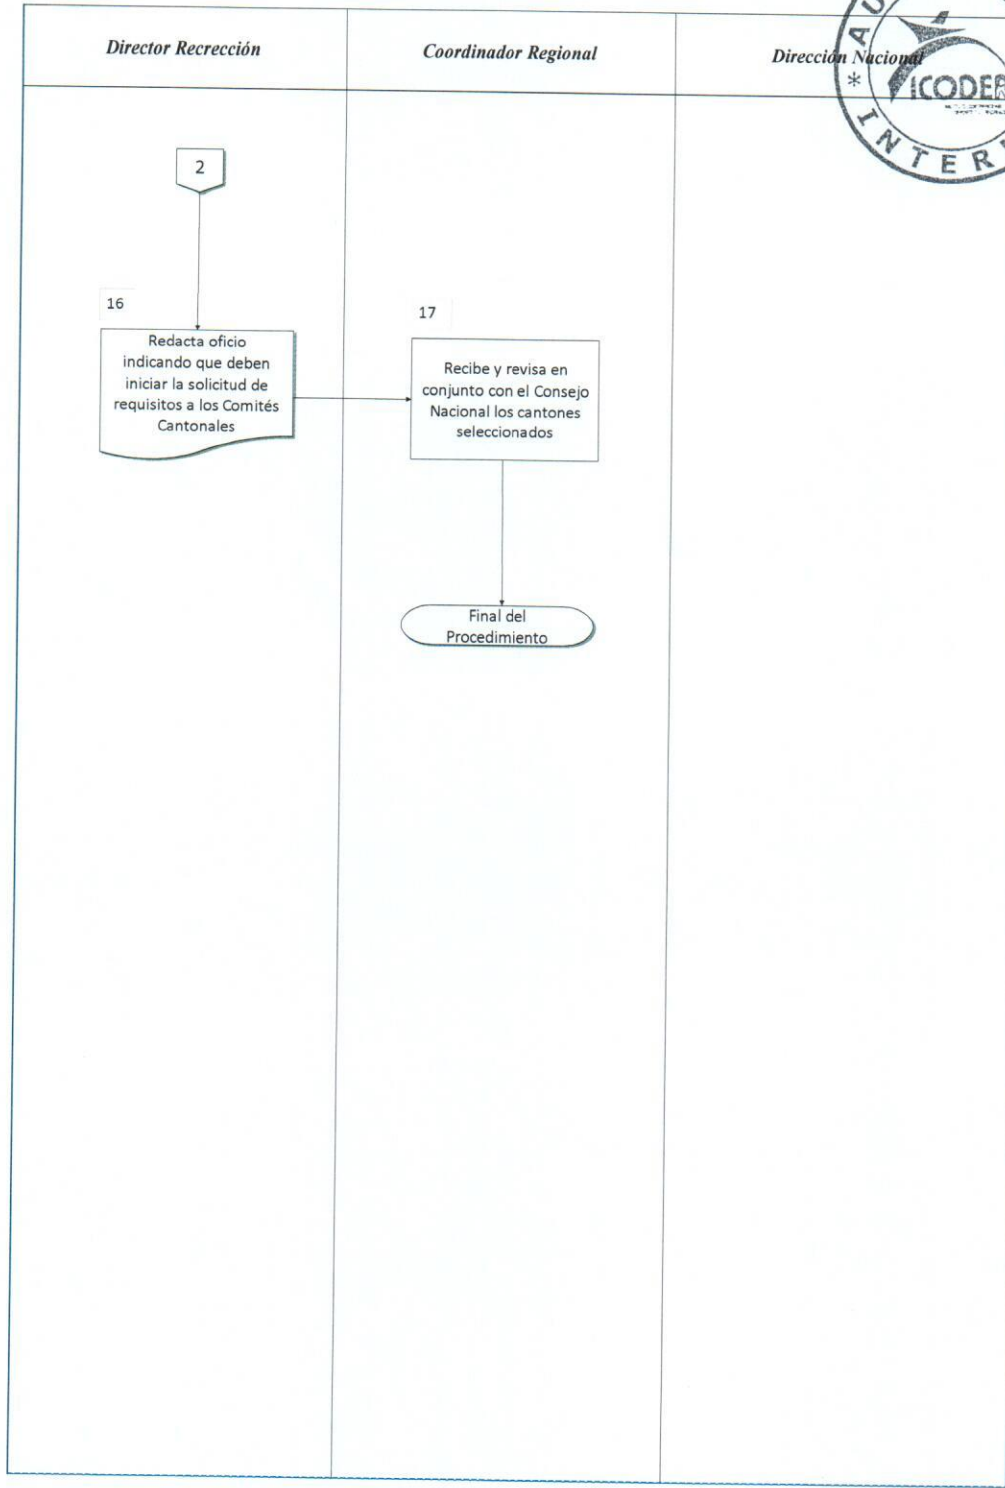 Director Recrección
Coordinador Regional
Dirección Nacional
ICODER
INTER
2
16
Redacta oficio
indicando que deben
iniciar la solicitud de
requisitos a los Comités
Cantonales
17
Recibe y revisa en
conjunto con el Consejo
Nacional los cantones
seleccionados
Final del
Procedimiento